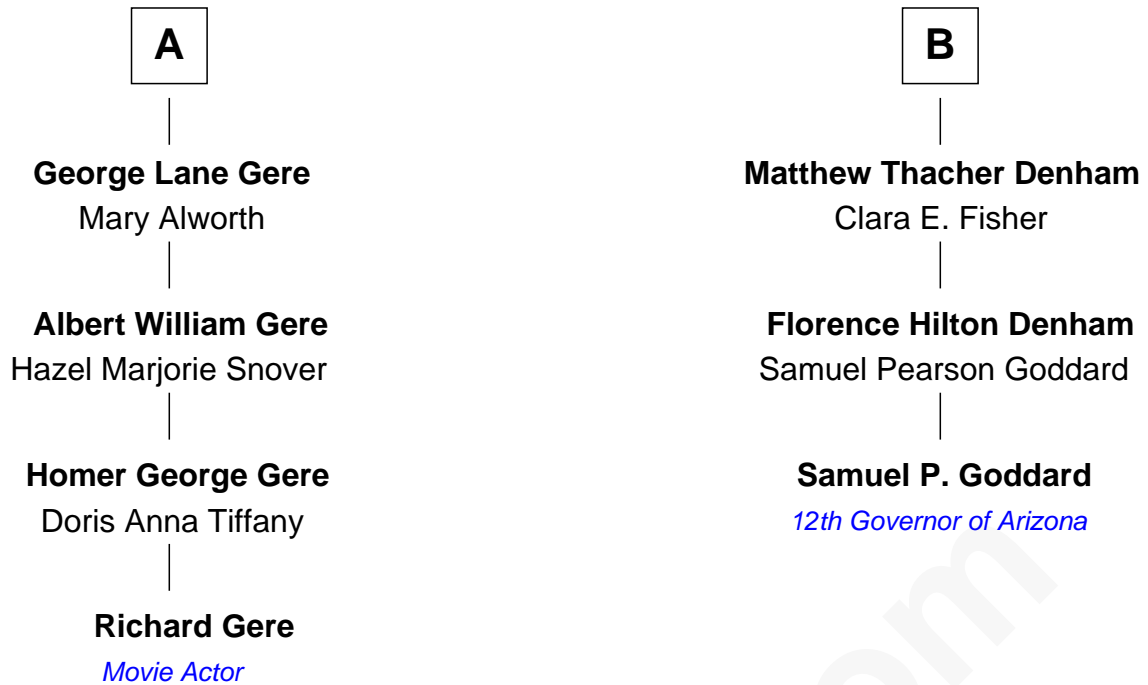 A
George Lane Gere
Mary Alworth
Albert William Gere
Hazel Marjorie Snover
Homer George Gere
Doris Anna Tiffany
Richard Gere
Movie Actor
B
Matthew Thacher Denham
Clara E. Fisher
Florence Hilton Denham
Samuel Pearson Goddard
Samuel P. Goddard
12th Governor of Arizona
om